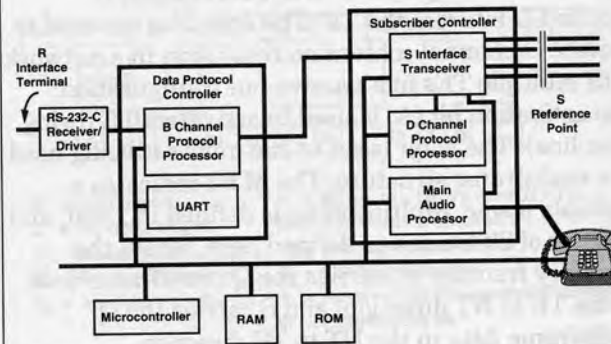 Subscriber Controller
R
Interface
Terminal
Data Protocol
Controller
S Interface
Transceiver
S
Reference
Point
RS-232-C
Receiver/
Driver
B Channel
Protocol
Processor
D Channel
Protocol
Processor
UART
Main
Audio
Processor
Microcontroller
RAM
ROM